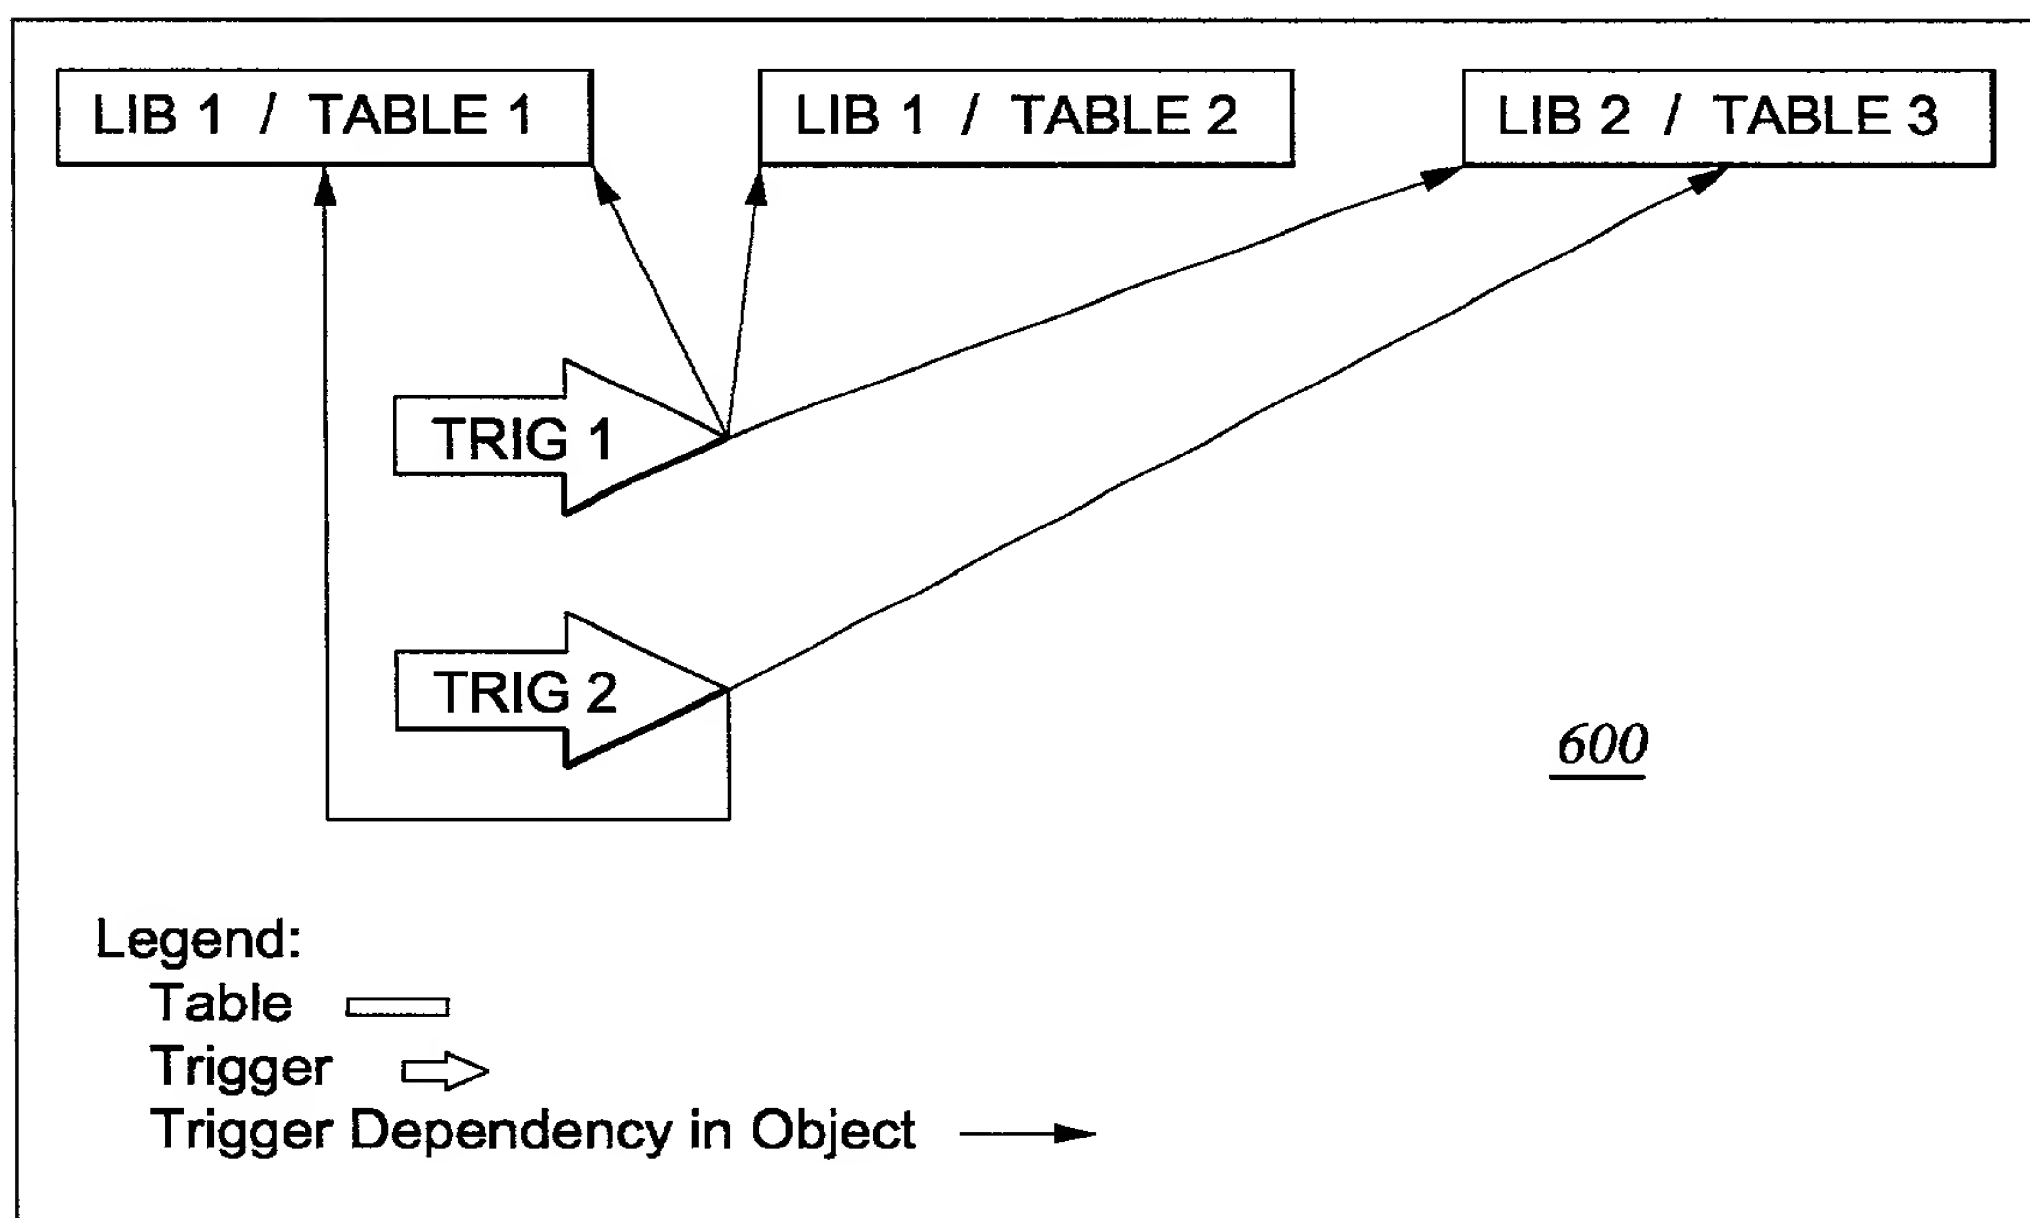 LIB 1 / TABLE 1
LIB 1 / TABLE 2
LIB 2 / TABLE 3
TRIG 1
TRIG 2
600
Legend:
Table
Trigger
Trigger Dependency in Object